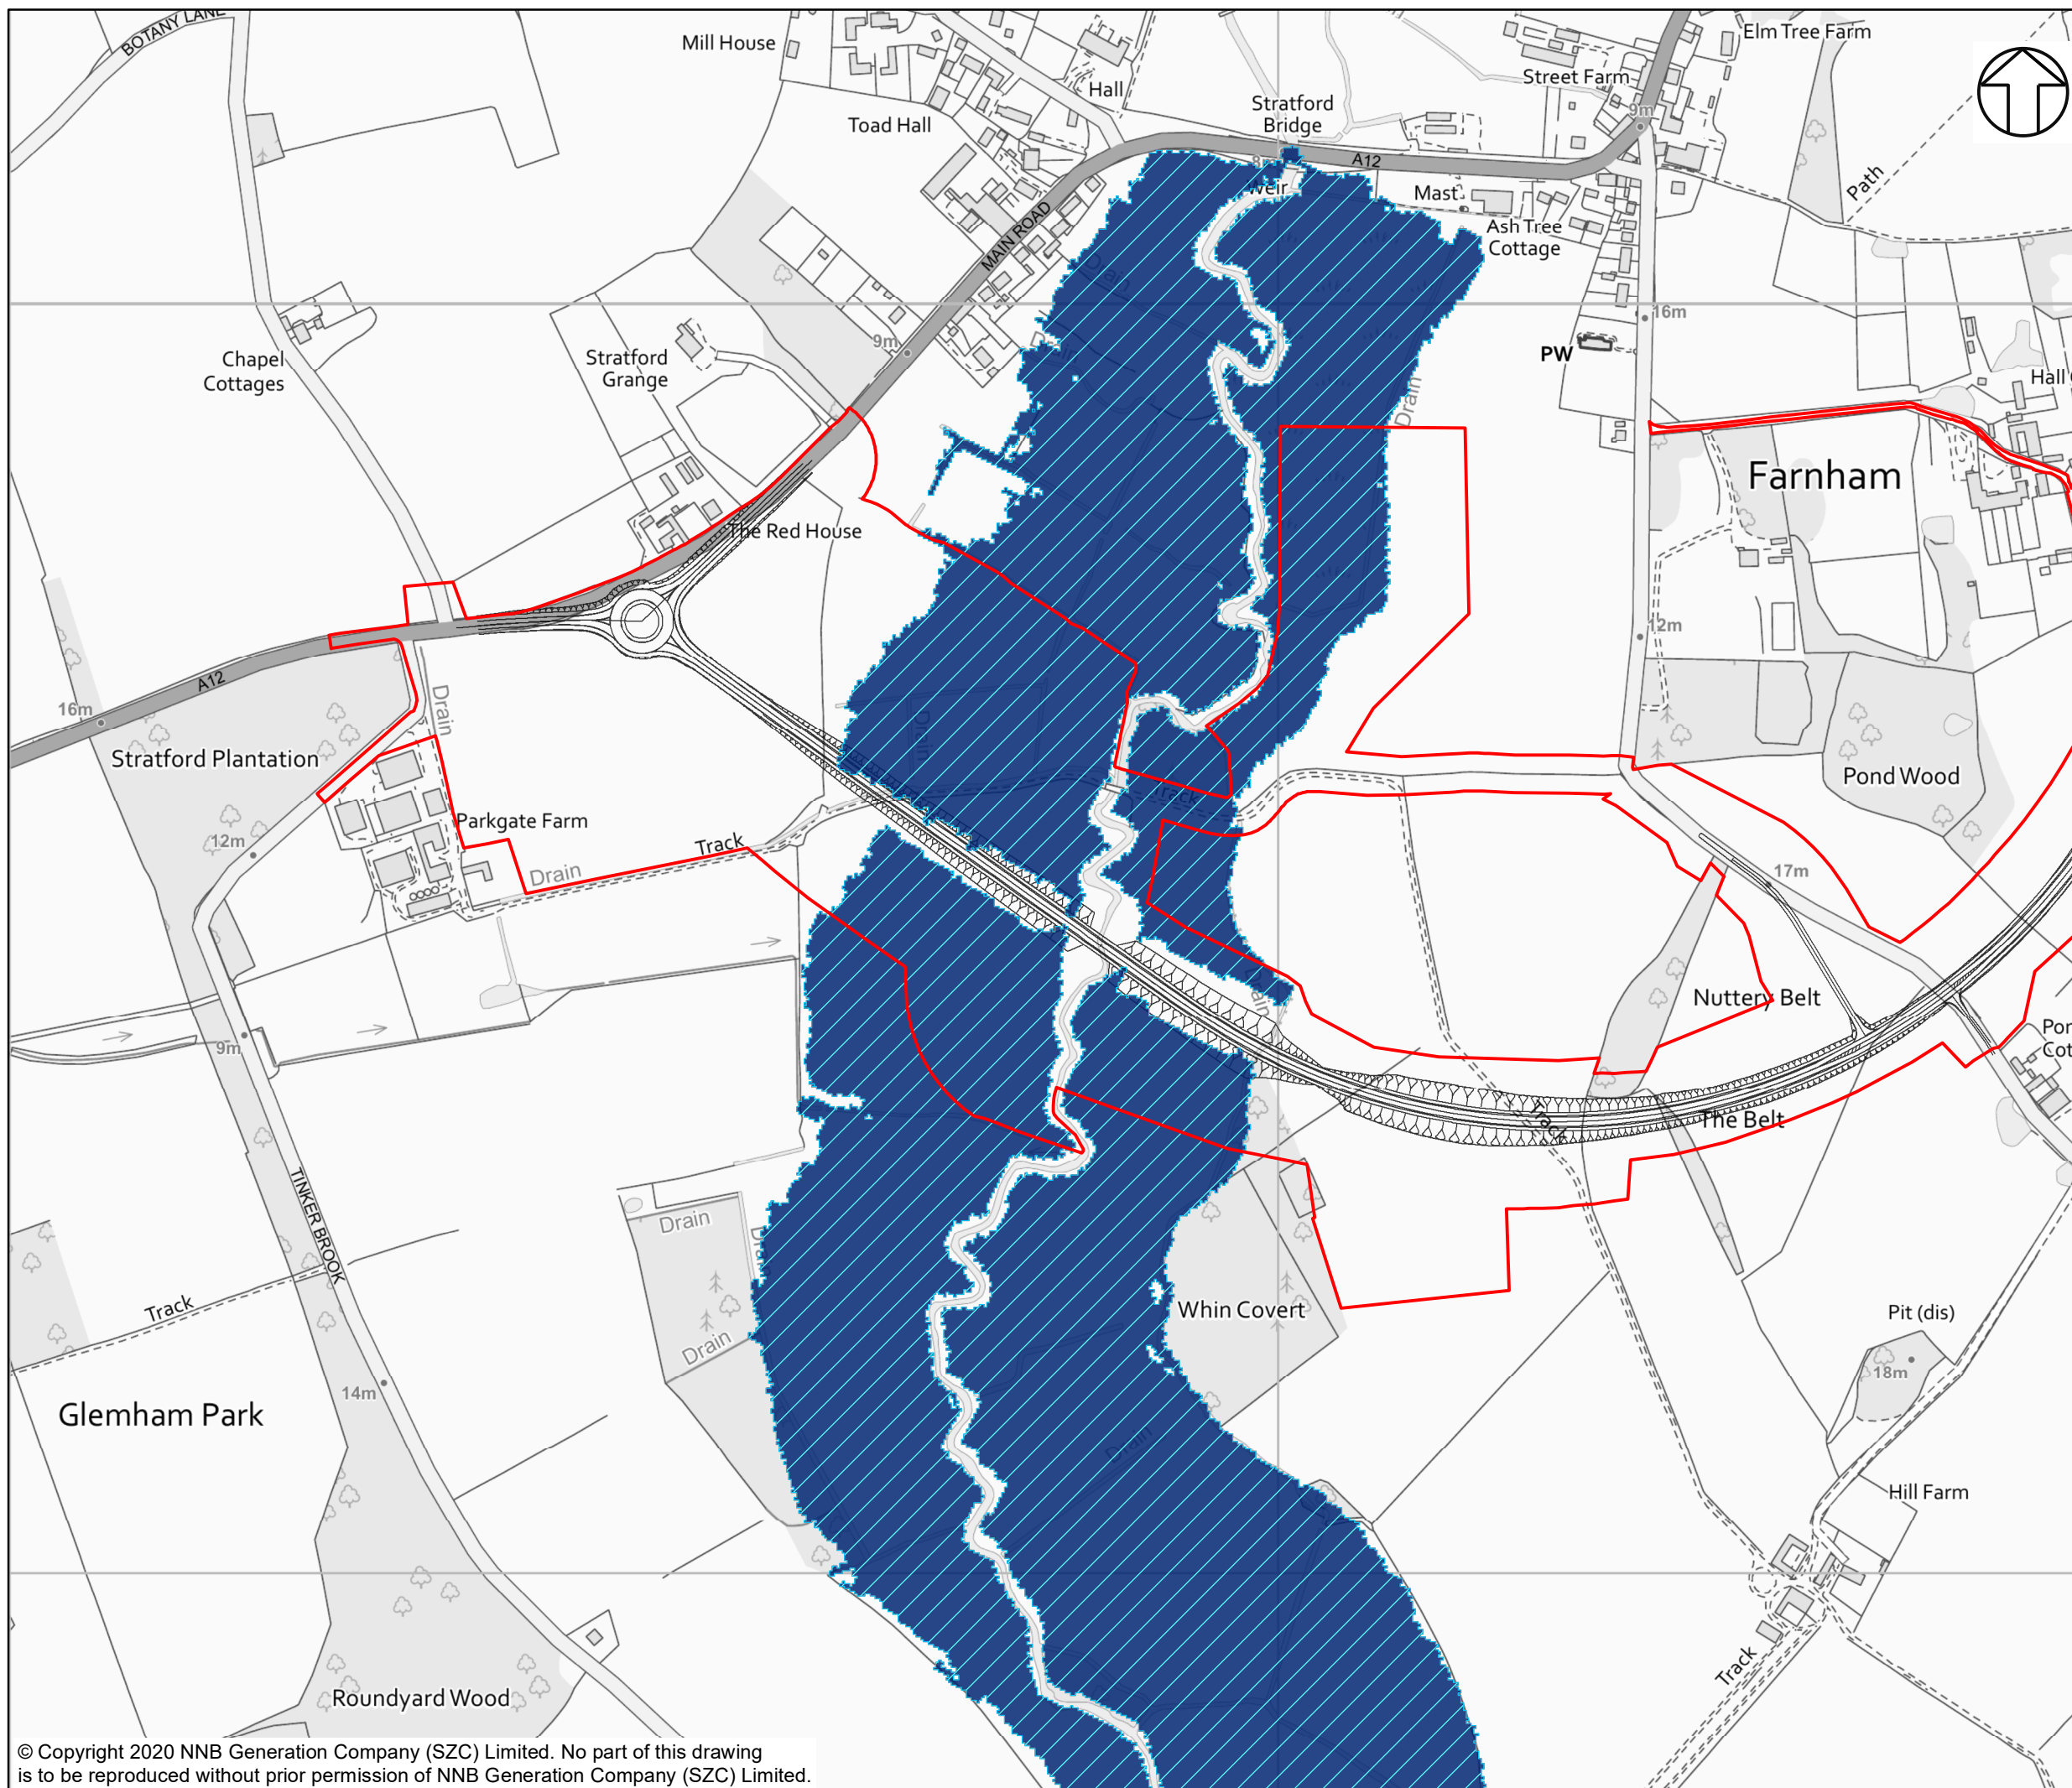 BOTANY LANE
Mill House
Elm Tree Farm
Street Farm
Hall
Stratford
Bridge
9m
Toad Hall
A12
Weir
Mast
Path
Ash Tree
Cottage
MAIN ROAD
Drain
Drain
16m
Chapel
Cottages
Stratford
Grange
9m
PW
Hall
Drain
Farnham
The Red House
12m
A12
16m
Drain
Drain
Stratford Plantation
Pond Wood
Track
Parkgate Farm
12m
Track
Drain
17m
Nuttery Belt
9m
The Belt
Track
TINKER BROOK
Drain
Track
Whin Covert
Pit (dis)
Drain
18m
14m
Glemham Park
Drain
Hill Farm
Track
Roundyard Wood
© Copyright 2020 NNB Generation Company (SZC) Limited. No part of this drawing
is to be reproduced without prior permission of NNB Generation Company (SZC) Limited.